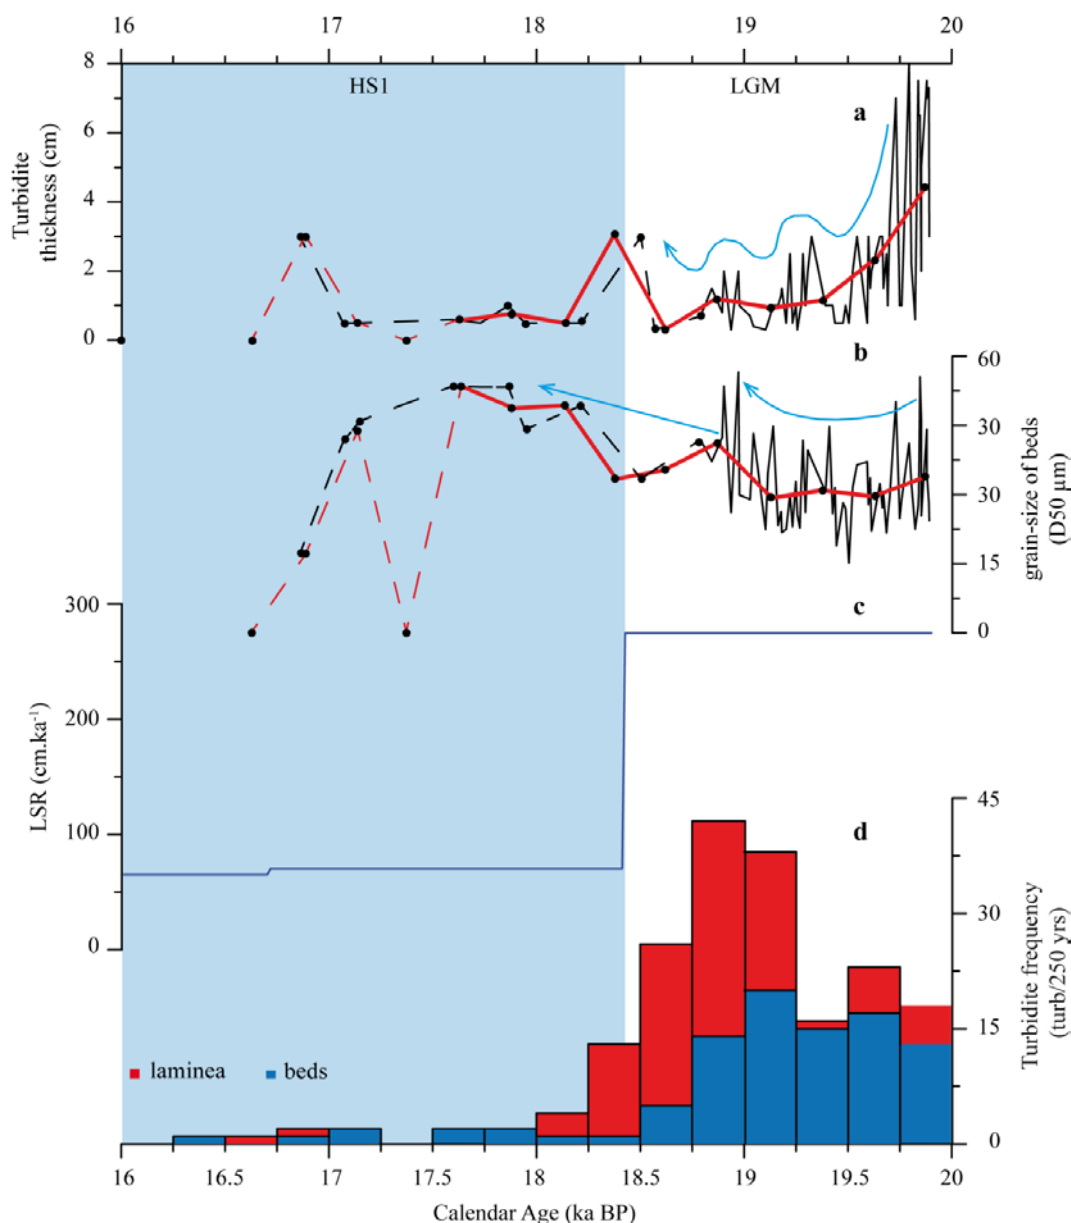 16 17 18 19 20
HS1 LGM
8
6
4
2
0
Turbidite
thickness (cm)
a
b
60
30
30
15
0
grain-size of beds
(D50 µm)
c
300
200
100
0
LSR (cm.ka⁻¹)
d
45
30
15
0
Turbidite frequency
(turb/250 yrs)
laminea beds
16 16.5 17 17.5 18 18.5 19 19.5 20
Calendar Age (ka BP)